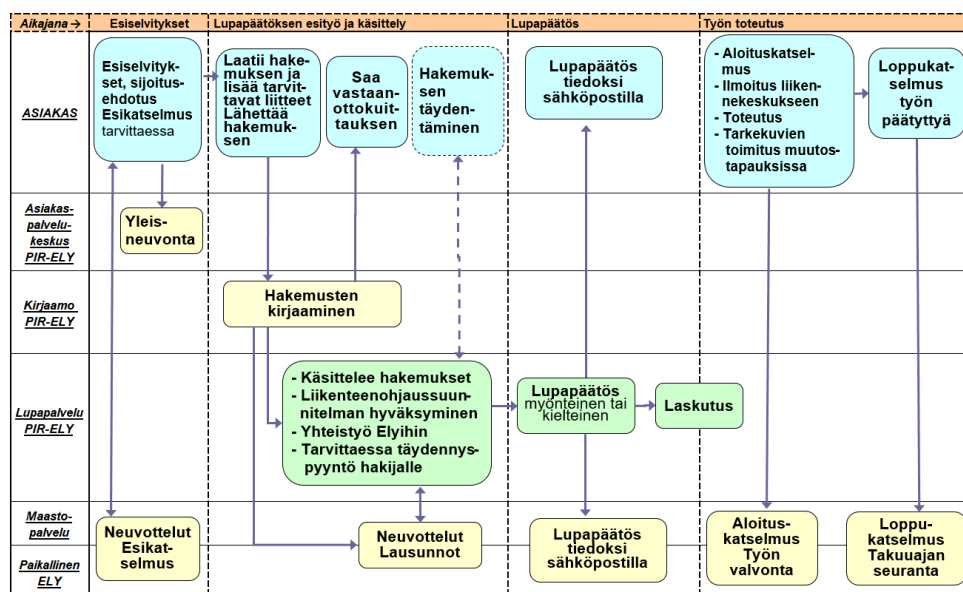 Aikajana →
Esiselvitykset
Lupapäätöksen esityö ja käsittely
Lupapäätös
Työn toteutus
ASIAKAS
Esiselvityk-
set, sijoitus-
ehdotus
Esikatselmus
tarvittaessa
Laatii hake-
muksen ja
lisää tarvit-
tavat liitteet
Lähettää
hakemuk-
sen
Saa
vastaan-
ottokuit-
tauksen
Hakemuk-
sen
täyden-
täminen
Lupapäätös
tiedoksi
sähköpostilla
- Aloituskatsel-
mus
- Ilmoitus liiken-
nekeskukseen
- Toteutus
- Tarkekuvien
toimitus muutos-
tapauksissa
Loppukat-
selmus
työn
päätyttyä
Asiakas-
palvelu-
keskus
PIR-ELY
Yleis-
neuvonta
Kirjaamo
PIR-ELY
Hakemusten
kirjaaminen
Lupapalvelu
PIR-ELY
- Käsittelee hakemukset
- Liikenteenohjaussuun-
nitelman hyväksyminen
- Yhteistyö Elyihin
- Tarvittaessa täydennys-
pyyntö hakijalle
Lupapäätös
myönteinen tai
kielteinen
Laskutus
Maasto-
palvelu
Paikallinen
ELY
Neuvottelut
Esikat-
selmus
Neuvottelut
Lausunnot
Lupapäätös
tiedoksi
sähköpostilla
Aloitus-
katselmus
Työn
valvonta
Loppu-
katselmus
Takuuajan
seuranta